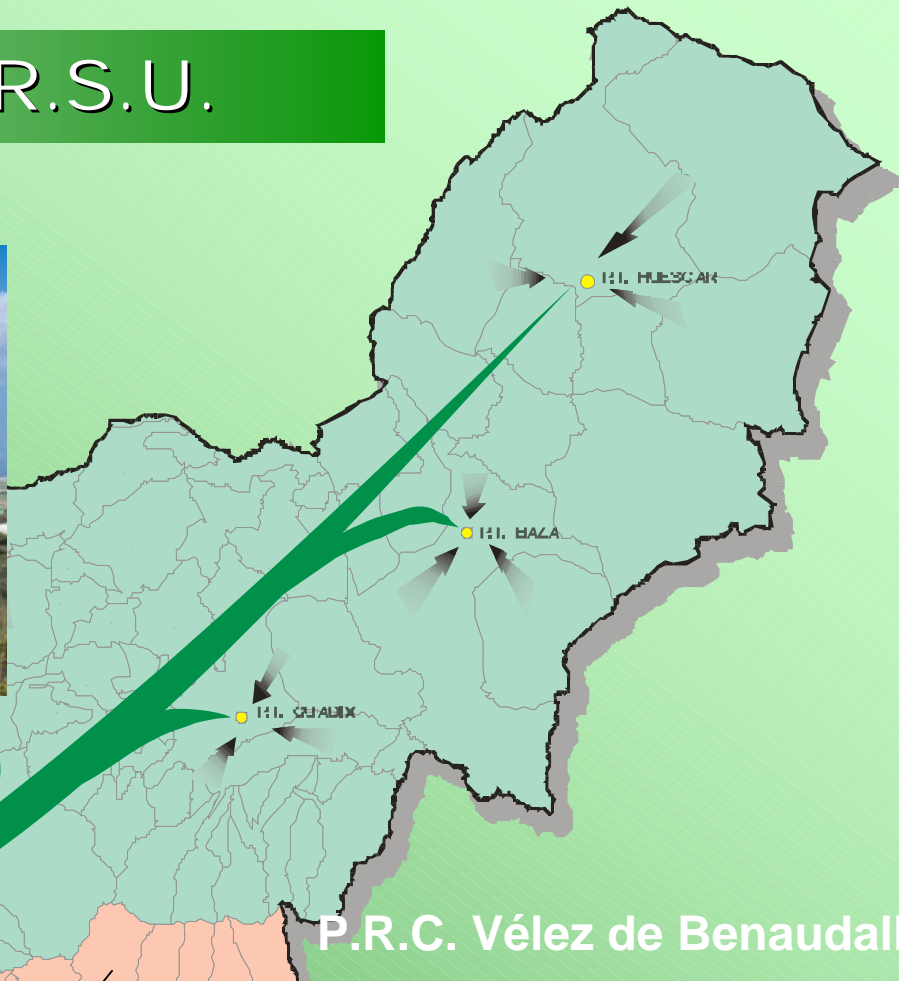 R.S.U.
P.T. HUESCAR
P.T. BAZA
P.T. GUADIX
P.R.C. Vélez de Benaudall